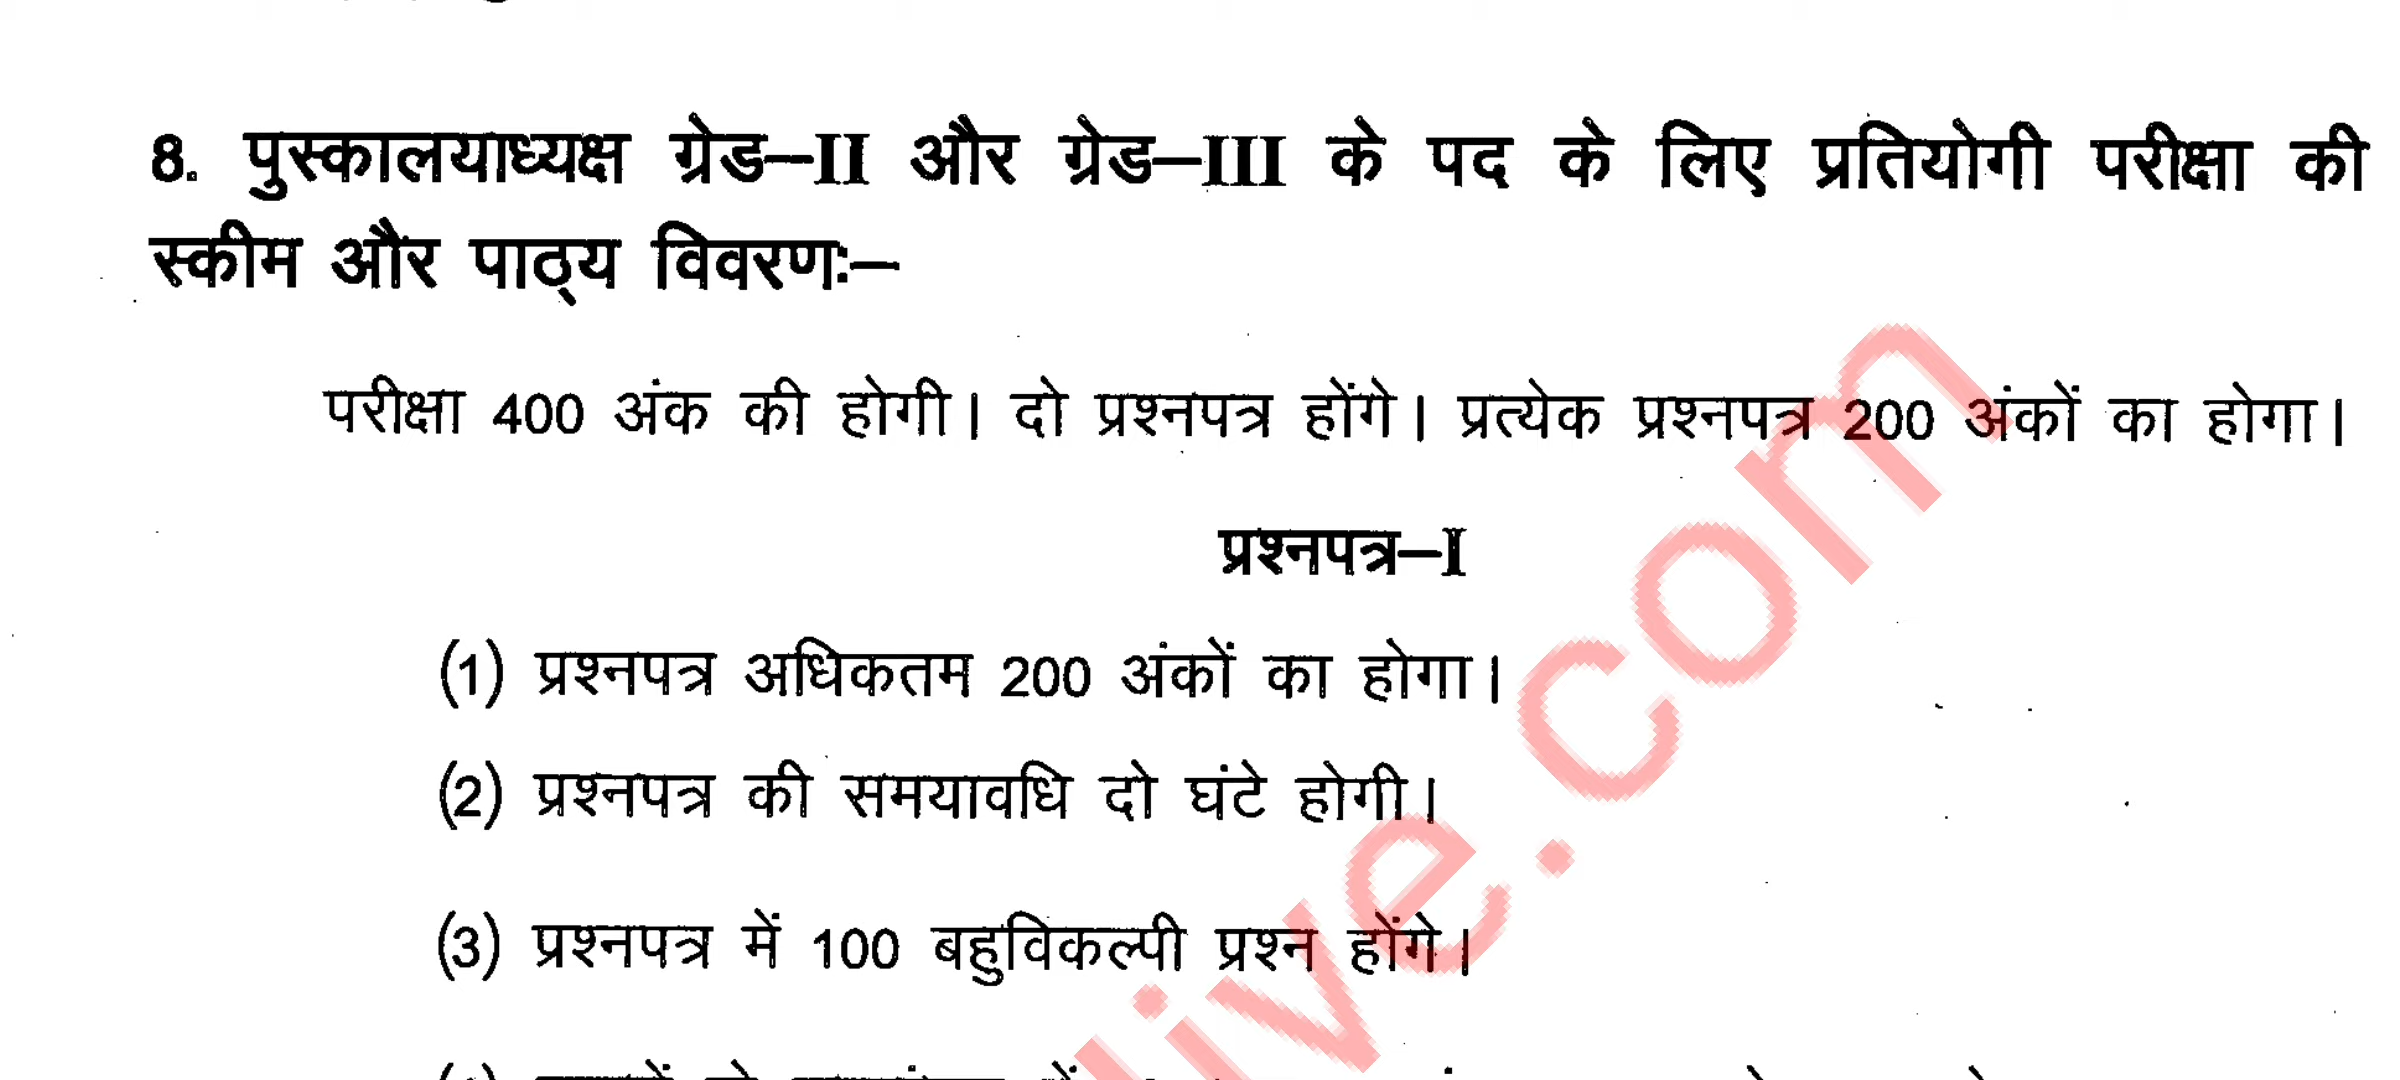 8. पुस्कालयाध्यक्ष ग्रेड–II और ग्रेड–III के पद के लिए प्रतियोगी परीक्षा की
स्कीम और पाठ्य विवरणः–
परीक्षा 400 अंक की होगी। दो प्रश्नपत्र होंगे। प्रत्येक प्रश्नपत्र 200 अंकों का होगा।
प्रश्नपत्र–I
(1) प्रश्नपत्र अधिकतम 200 अंकों का होगा।
(2) प्रश्नपत्र की समयावधि दो घंटे होगी।
(3) प्रश्नपत्र में 100 बहुविकल्पी प्रश्न होंगे।
live.com